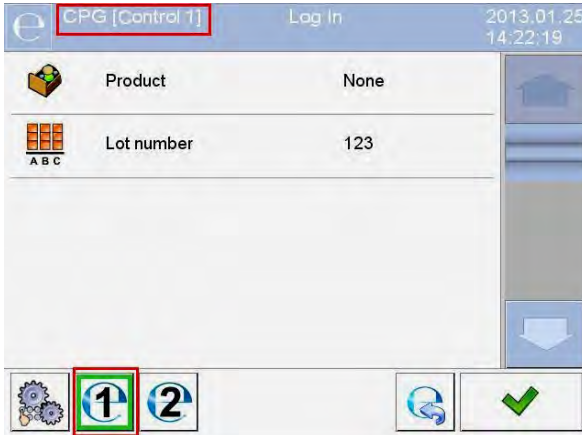 e CPG [Control 1] Log In 2013.01.25
14:22:19
Product None
ABC Lot number 123
1 2